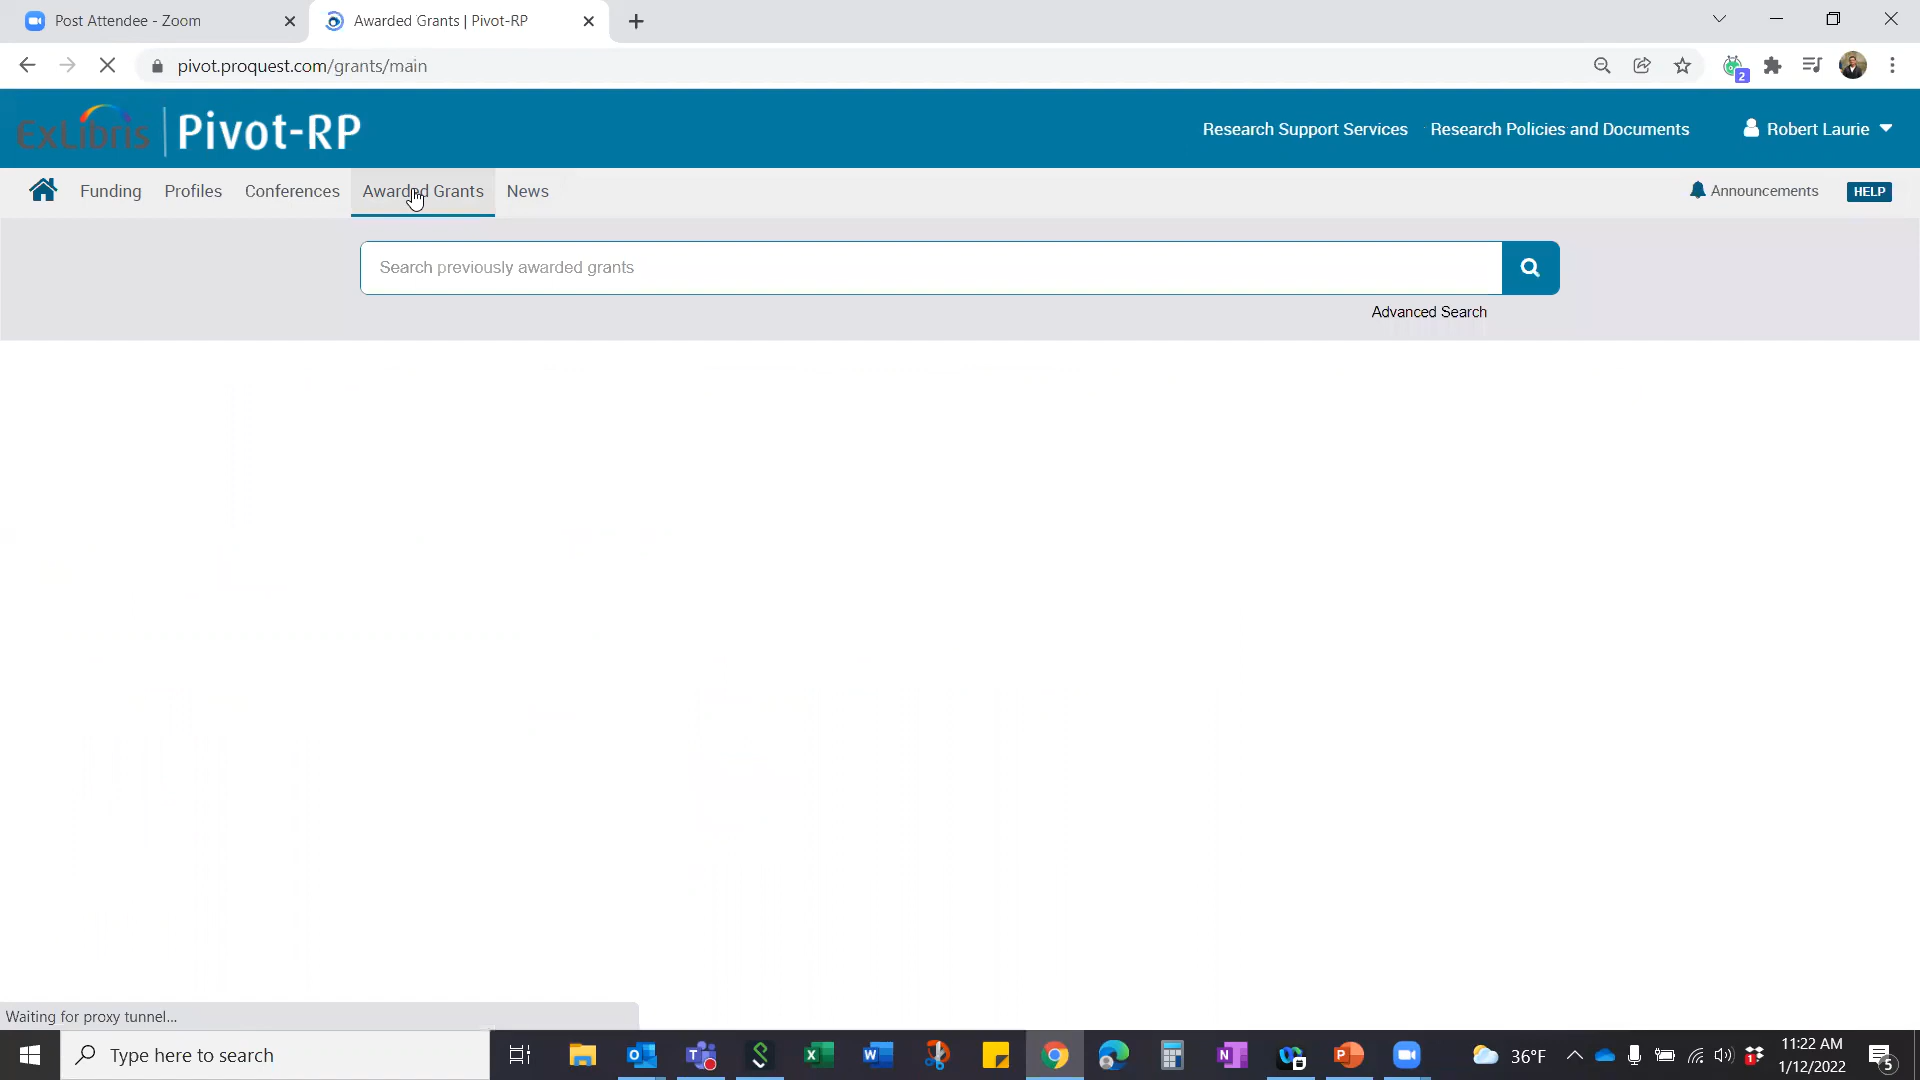 Post Attendee - Zoom
Awarded Grants | Pivot-RP
pivot.proquest.com/grants/main
2
ExLibris | Pivot-RP
Research Support Services
Research Policies and Documents
Robert Laurie
Funding
Profiles
Conferences
Awarded Grants
News
Announcements
HELP
Search previously awarded grants
Advanced Search
Waiting for proxy tunnel...
Type here to search
36°F
11:22 AM
1/12/2022
5